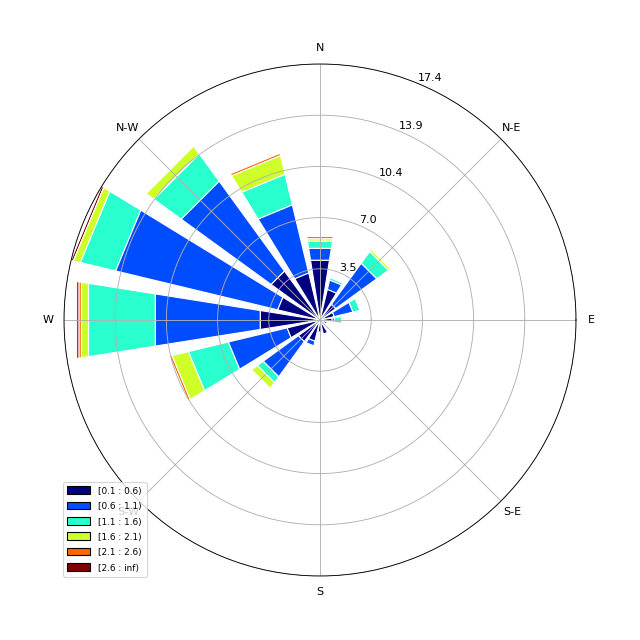 N
17.4
N-W
13.9
N-E
10.4
7.0
3.5
W
E
[0.1 : 0.6)
[0.6 : 1.1)
S-W
S-E
[1.1 : 1.6)
[1.6 : 2.1)
[2.1 : 2.6)
[2.6 : inf)
S